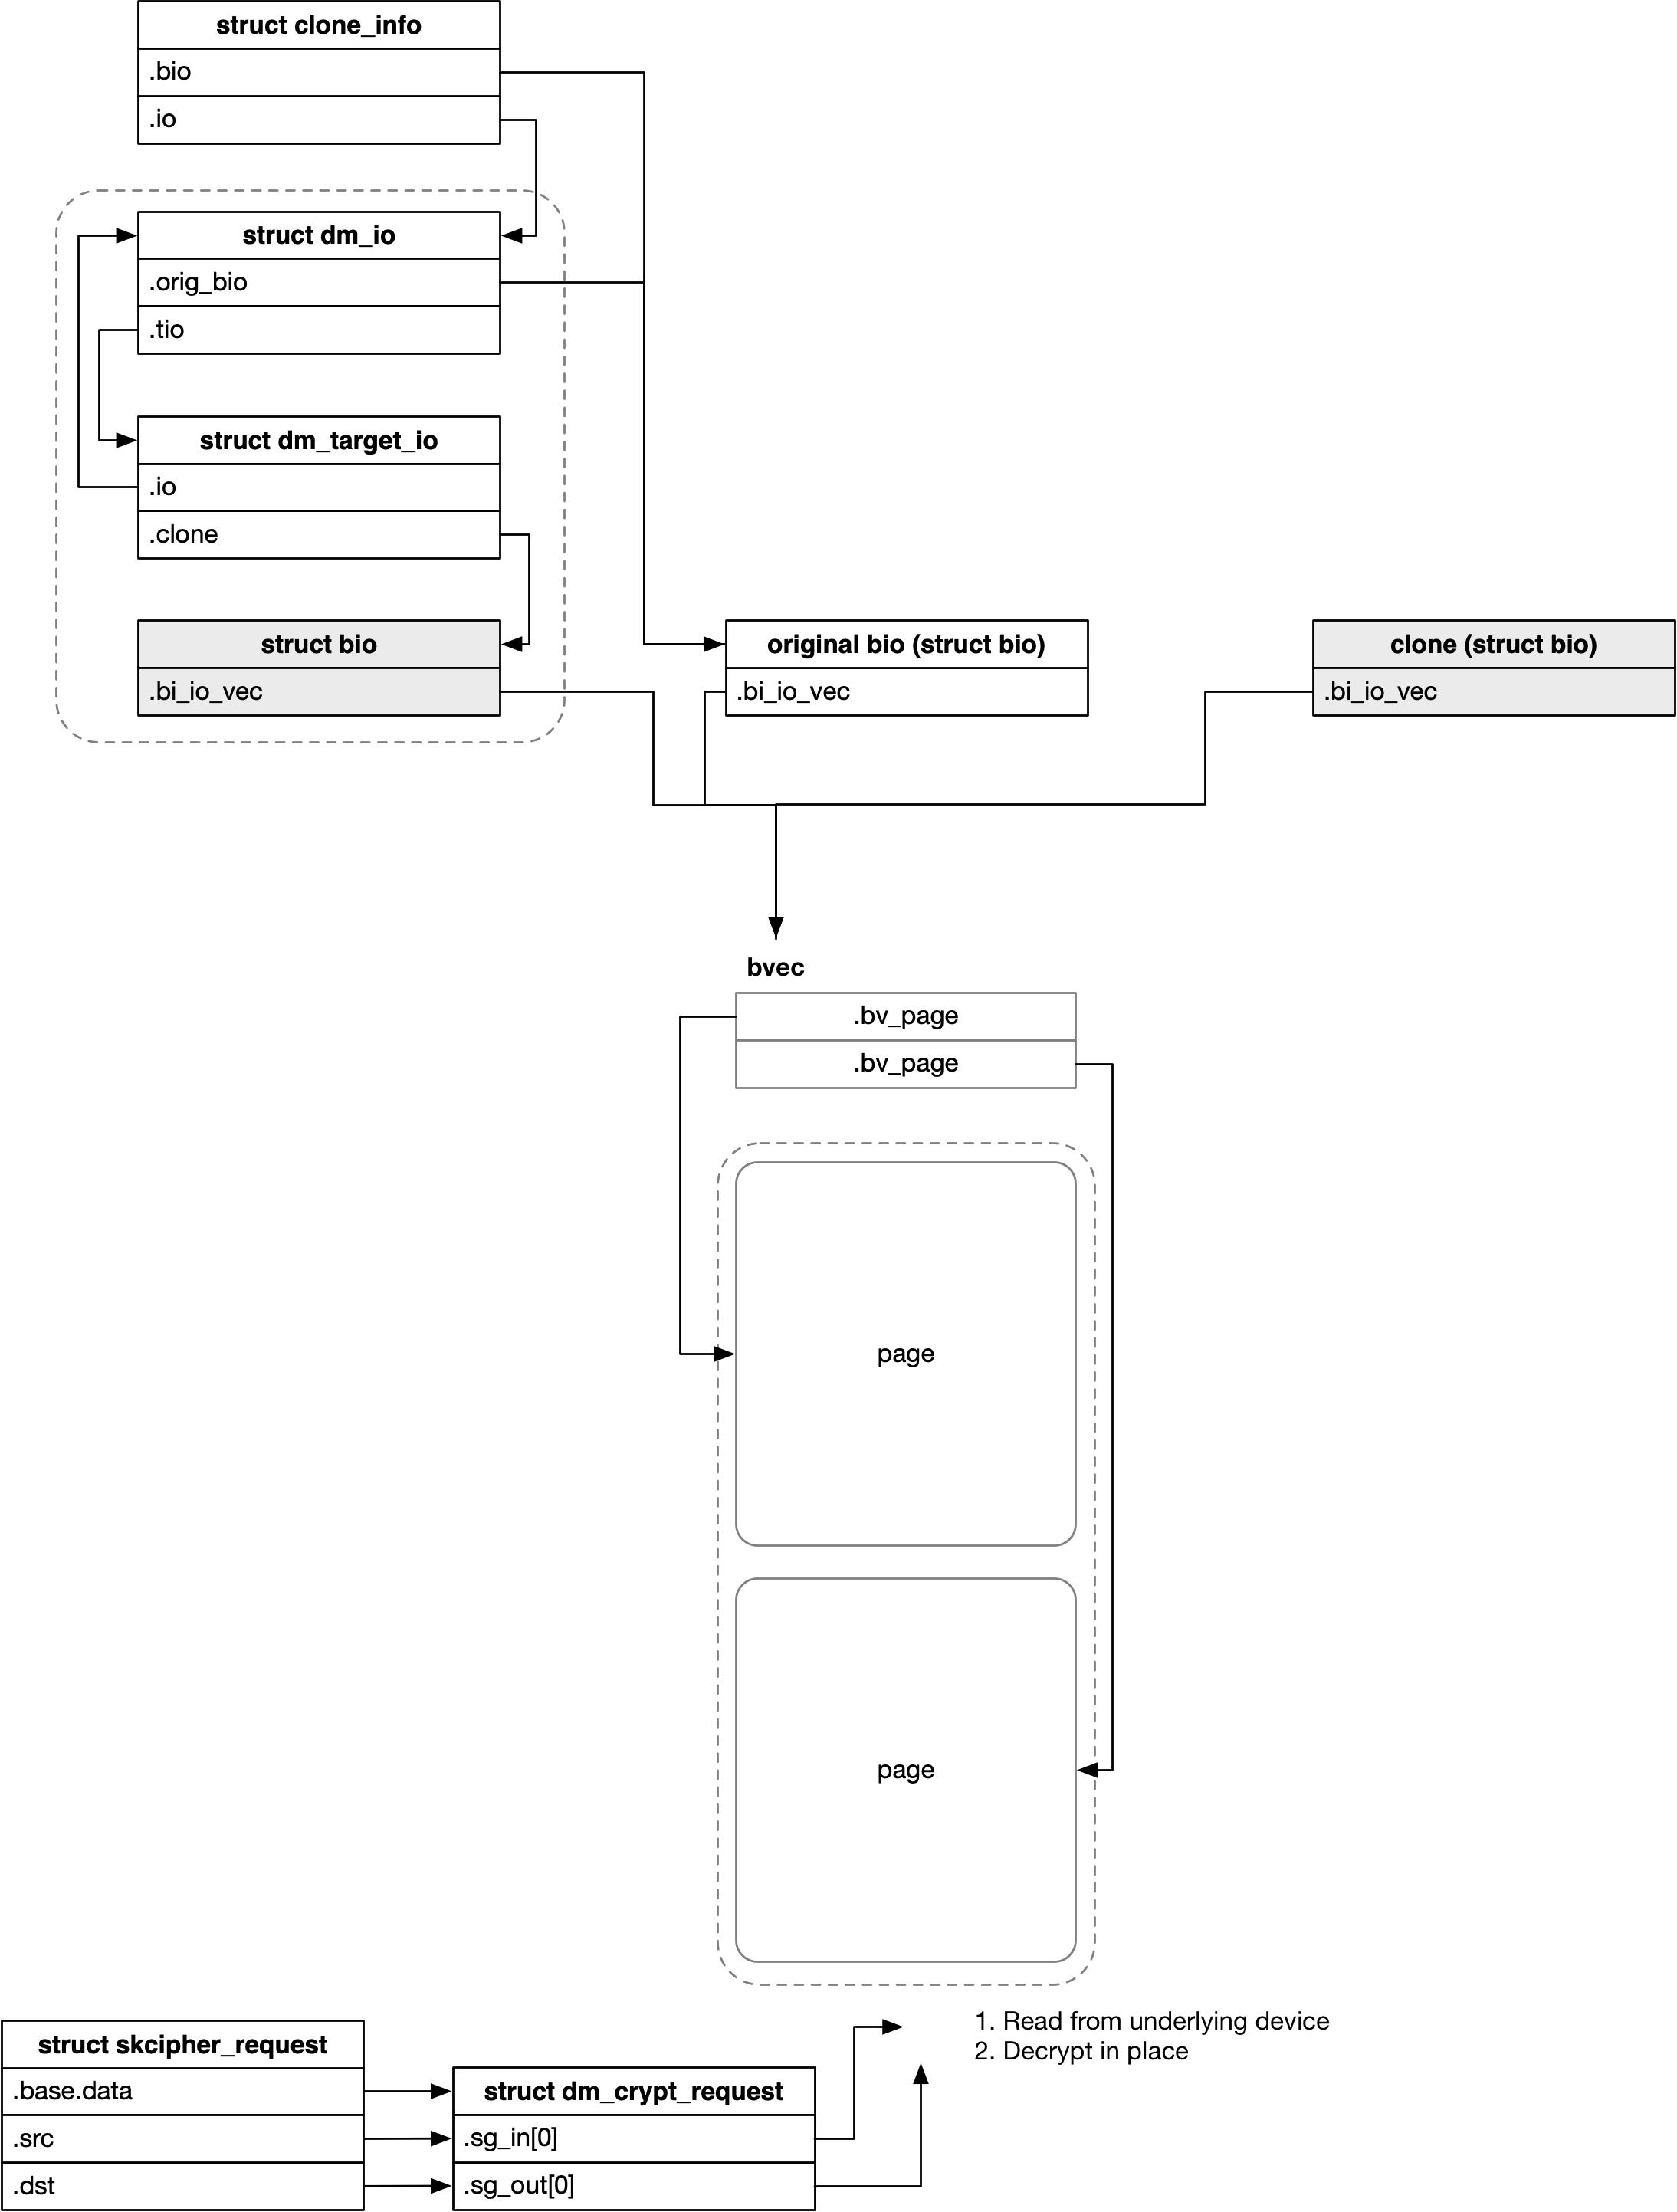 struct clone_info
.bio
.io
struct dm_io
.orig_bio
.tio
struct dm_target_io
.io
.clone
struct bio
.bi_io_vec
original bio (struct bio)
.bi_io_vec
clone (struct bio)
.bi_io_vec
bvec
.bv_page
.bv_page
page
page
1. Read from underlying device
2. Decrypt in place
struct skcipher_request
.base.data
.src
.dst
struct dm_crypt_request
.sg_in[0]
.sg_out[0]